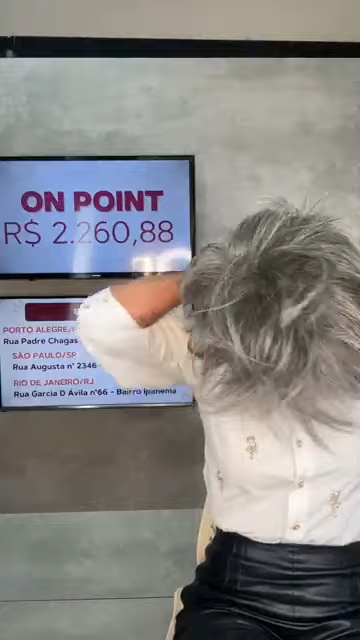 ON POINT
R$ 2.260,88
PORTO ALEGRE/
Rua Padre Chagas
SÃO PAULO/SP
Rua Augusta nº 2346 -
RIO DE JANEIRO/RJ
Rua Garcia D Ávila nº66 - Bairro Ipanema